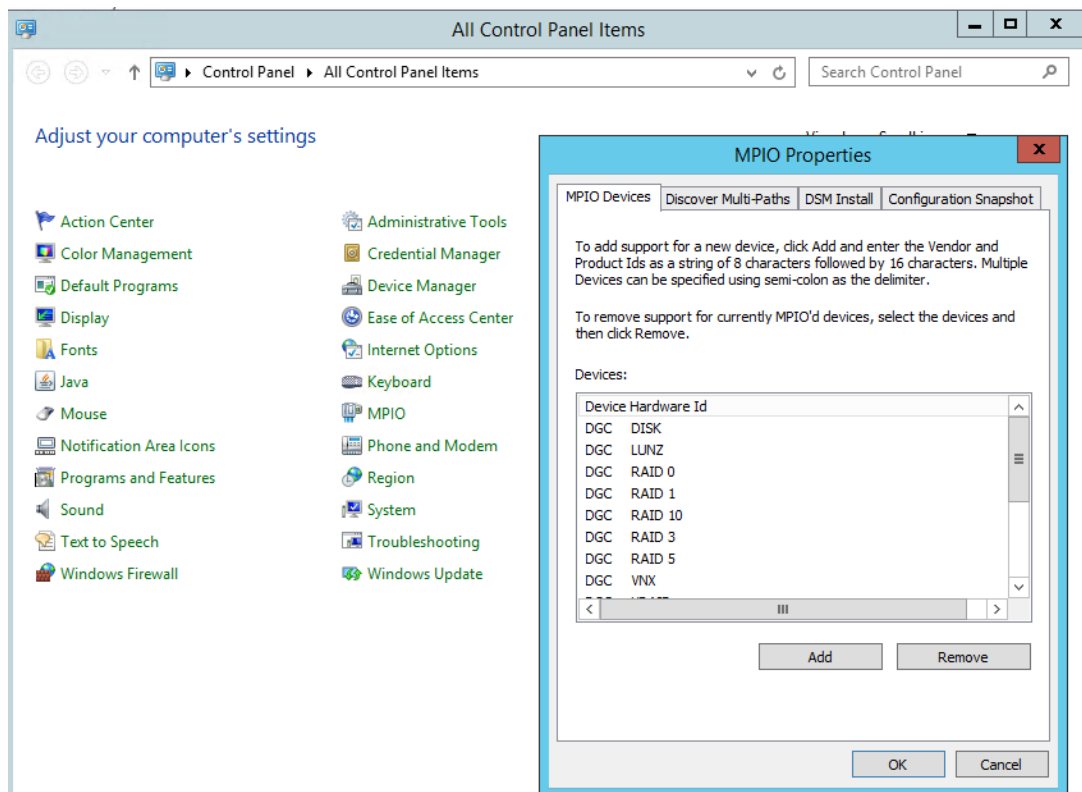 All Control Panel Items
Control Panel All Control Panel Items
Search Control Panel
Adjust your computer's settings
Action Center
Administrative Tools
Color Management
Credential Manager
Default Programs
Device Manager
Display
Ease of Access Center
Fonts
Internet Options
Java
Keyboard
Mouse
MPIO
Notification Area Icons
Phone and Modem
Programs and Features
Region
Sound
System
Text to Speech
Troubleshooting
Windows Firewall
Windows Update
MPIO Properties
x
MPIO Devices Discover Multi-Paths DSM Install Configuration Snapshot
To add support for a new device, click Add and enter the Vendor and
Product Ids as a string of 8 characters followed by 16 characters. Multiple
Devices can be specified using semi-colon as the delimiter.
To remove support for currently MPIO'd devices, select the devices and
then click Remove.
Devices:
Device Hardware Id
DGC DISK
DGC LUNZ
DGC RAID 0
DGC RAID 1
DGC RAID 10
DGC RAID 3
DGC RAID 5
DGC VNX
Add Remove
OK Cancel